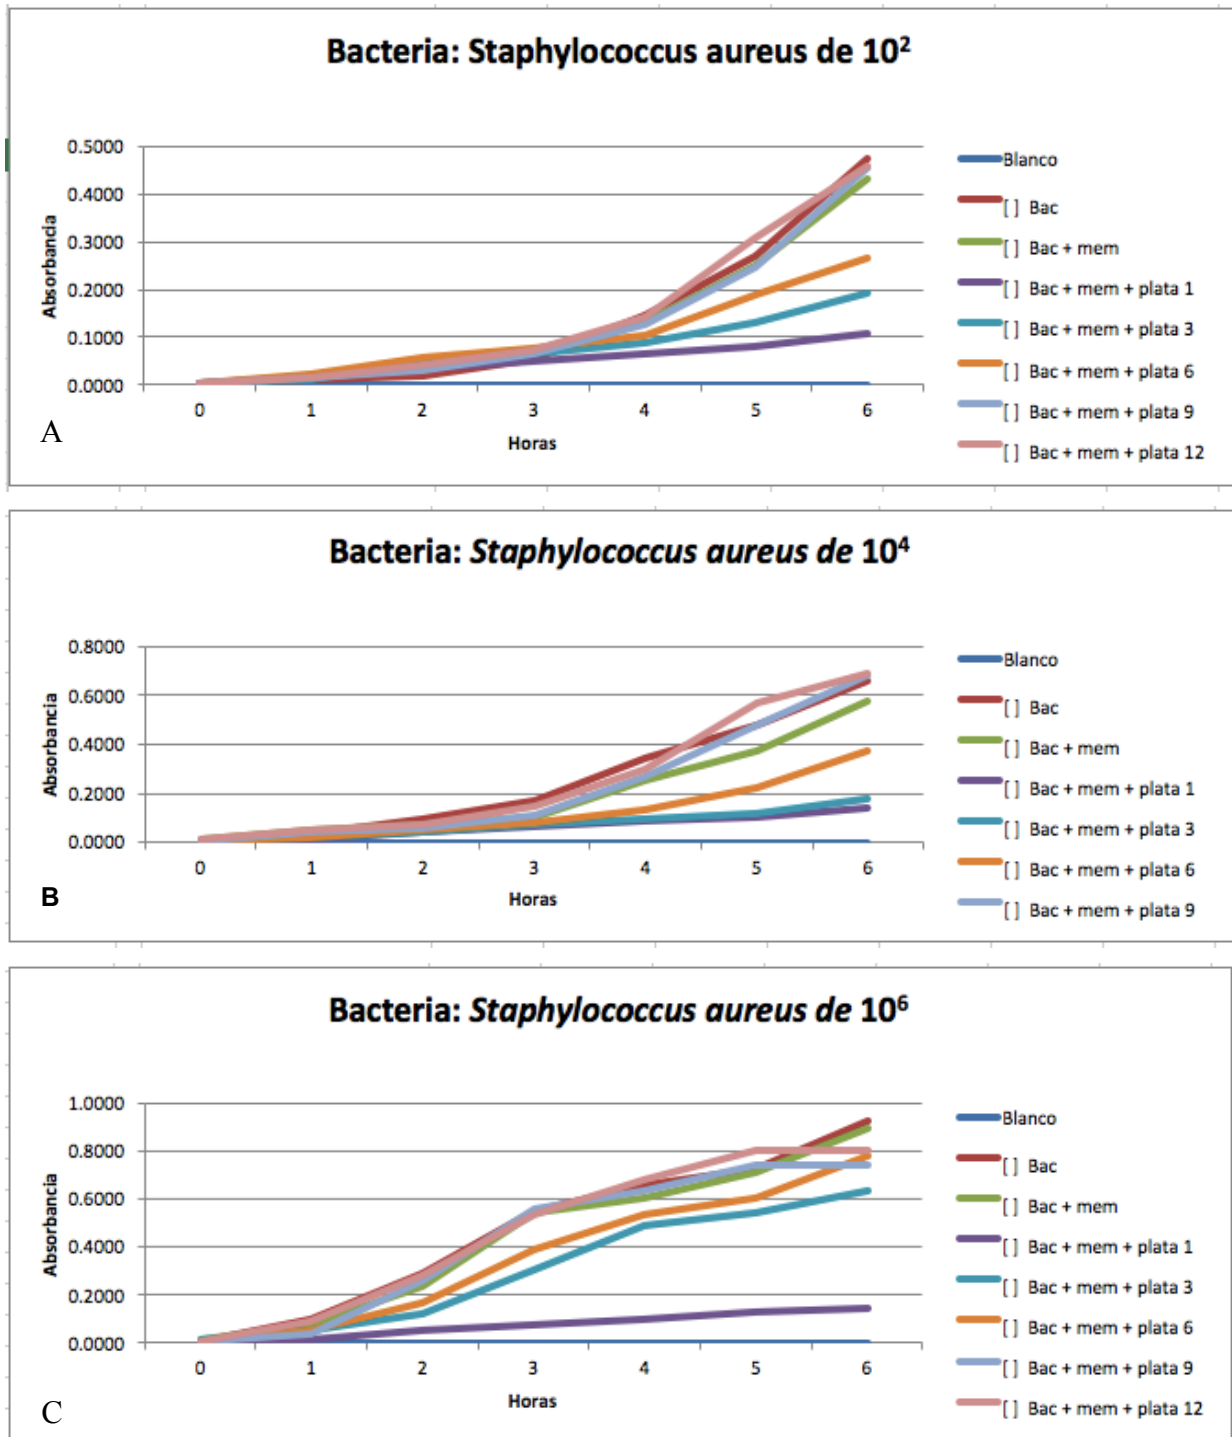 Bacteria: Staphylococcus aureus de 10²
0.5000
0.4000
0.3000
0.2000
0.1000
0.0000
Absorbancia
0 1 2 3 4 5 6
Horas
A
Blanco
[ ] Bac
[ ] Bac + mem
[ ] Bac + mem + plata 1
[ ] Bac + mem + plata 3
[ ] Bac + mem + plata 6
[ ] Bac + mem + plata 9
[ ] Bac + mem + plata 12
Bacteria: Staphylococcus aureus de 10⁴
0.8000
0.6000
0.4000
0.2000
0.0000
Absorbancia
0 1 2 3 4 5 6
Horas
B
Blanco
[ ] Bac
[ ] Bac + mem
[ ] Bac + mem + plata 1
[ ] Bac + mem + plata 3
[ ] Bac + mem + plata 6
[ ] Bac + mem + plata 9
Bacteria: Staphylococcus aureus de 10⁶
1.0000
0.8000
0.6000
0.4000
0.2000
0.0000
Absorbancia
0 1 2 3 4 5 6
Horas
C
Blanco
[ ] Bac
[ ] Bac + mem
[ ] Bac + mem + plata 1
[ ] Bac + mem + plata 3
[ ] Bac + mem + plata 6
[ ] Bac + mem + plata 9
[ ] Bac + mem + plata 12